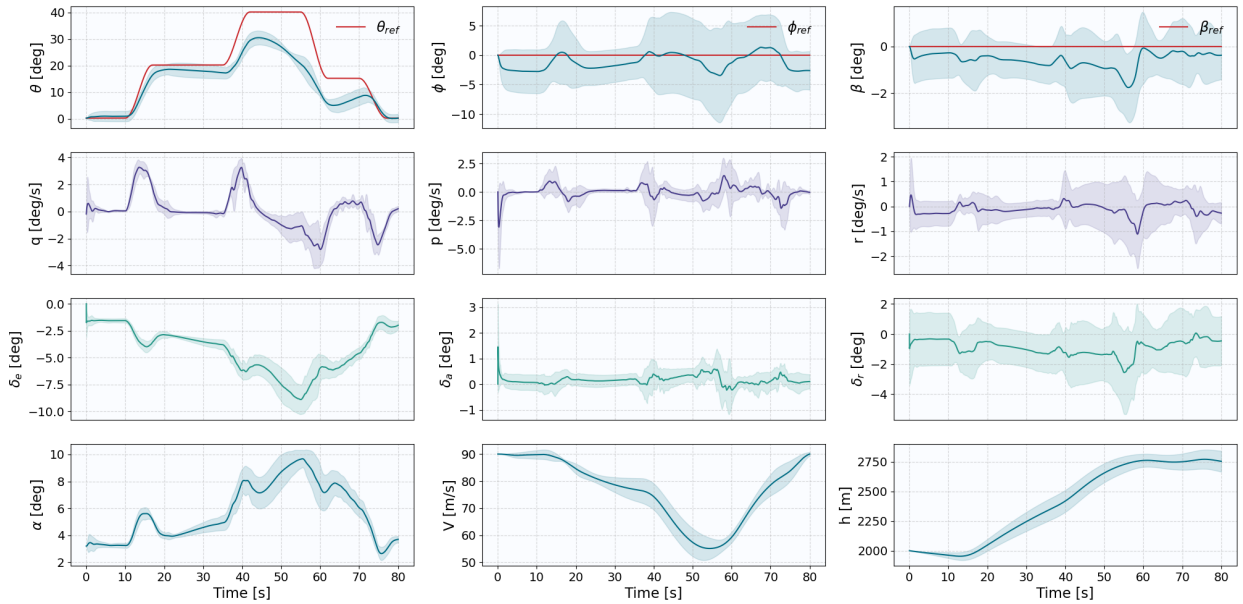 θ [deg]
40
30
20
10
0
θref
ϕ [deg]
5
0
−5
−10
ϕref
β [deg]
0
−2
βref
q [deg/s]
4
2
0
−2
−4
p [deg/s]
2.5
0.0
−2.5
−5.0
r [deg/s]
2
1
0
−1
−2
δe [deg]
0.0
−2.5
−5.0
−7.5
−10.0
δa [deg]
3
2
1
0
−1
δr [deg]
2
0
−2
−4
α [deg]
10
8
6
4
2
V [m/s]
90
80
70
60
50
h [m]
2750
2500
2250
2000
0 10 20 30 40 50 60 70 80
0 10 20 30 40 50 60 70 80
0 10 20 30 40 50 60 70 80
Time [s]
Time [s]
Time [s]